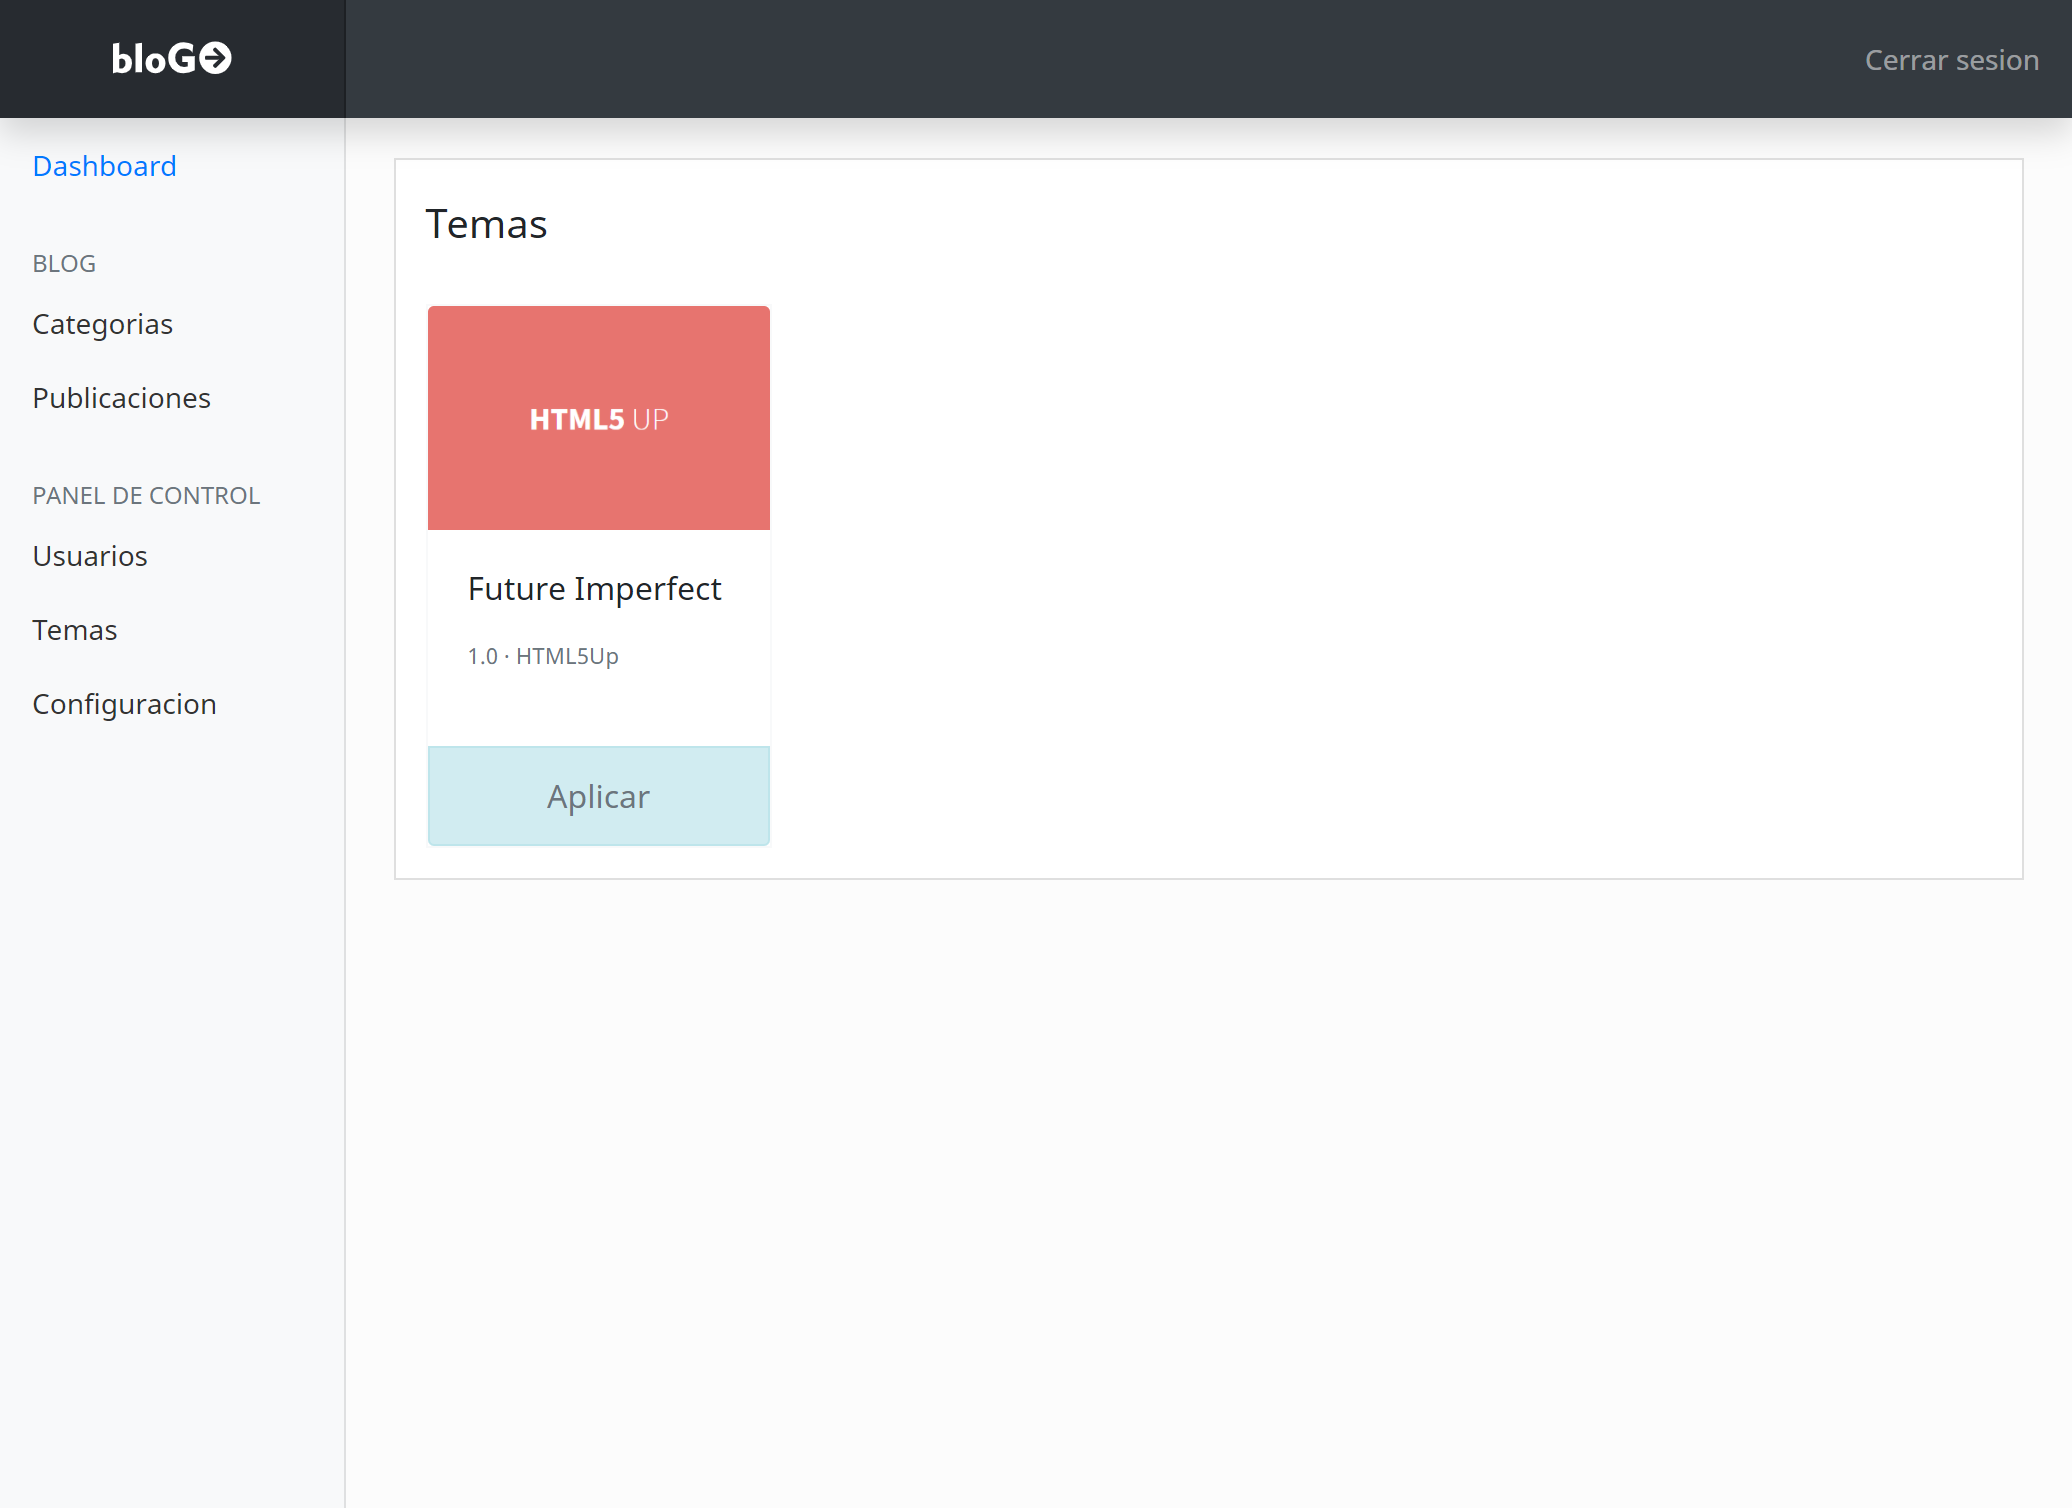 bloG
Cerrar sesion
Dashboard
BLOG
Categorias
Publicaciones
PANEL DE CONTROL
Usuarios
Temas
Configuracion
Temas
HTML5 UP
Future Imperfect
1.0 · HTML5Up
Aplicar